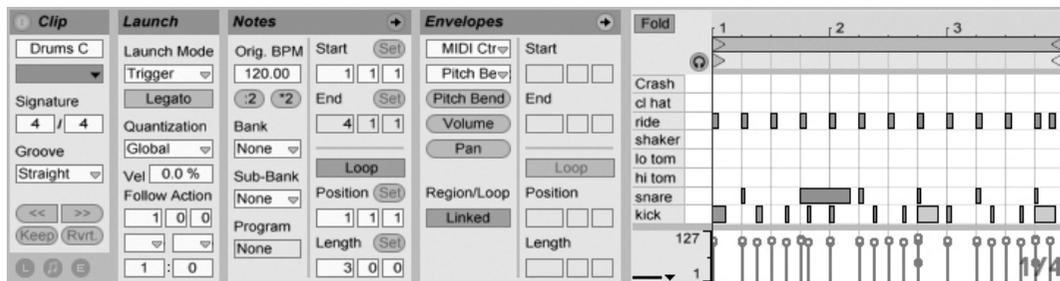 Clip
Drums C
Signature
4 / 4
Groove
Straight
<< >>
Keep Rvrt.
L E
Launch
Launch Mode
Trigger
Legato
Quantization
Global
Vel 0.0 %
Follow Action
1 0 0
1 : 0
Notes
Orig. BPM
120.00
:2 *2
Bank
None
Sub-Bank
None
Program
None
Start Set
1 1 1
End Set
4 1 1
Loop
Position Set
1 1 1
Length Set
3 0 0
Envelopes
MIDI Ctr
Pitch Be
Pitch Bend
Volume
Pan
Region/Loop
Linked
Start
End
Loop
Position
Length
Fold
1 2 3
Crash
cl hat
ride
shaker
lo tom
hi tom
snare
kick
127
1
1/4